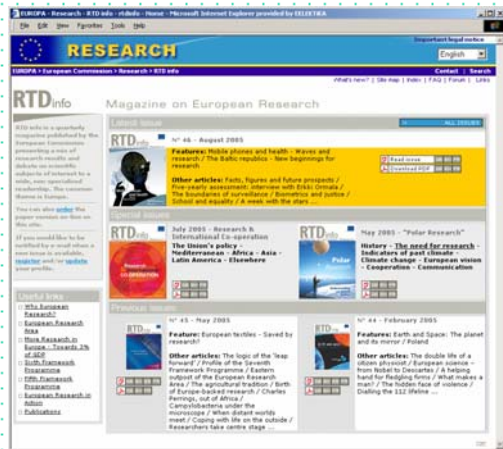 EUROPA - Research - RTD info - rtdinfo - Home - Microsoft Internet Explorer provided by EELEKTIKA
File Edit View Favorites Tools Help
Important legal notice
RESEARCH
English
EUROPA > European Commission > Research > RTD info
Contact | Search
What's new? | Site map | Index | FAQ | Forum | Links
RTDinfo
Magazine on European Research
RTD info is a quarterly
magazine published by the
European Commission
presenting a mix of
research results and
debate on scientific
subjects of interest to a
wide, non-specialised
readership. The common
theme is Europe.
You can also order the
paper version on-line on
this site.
If you would like to be
notified by e-mail when a
new issue is available,
register and/or update
your profile.
Useful links
Why European
Research?
European Research
Area
More Research in
Europe - Towards 3%
of GDP
Sixth Framework
Programme
Fifth Framework
Programme
European Research in
Action
Publications
Latest issue
ALL ISSUES
RTDinfo
N° 46 - August 2005
Features: Mobile phones and health - Waves and
research / The Baltic republics - New beginnings for
research
Other articles: Facts, figures and future prospects /
Five-yearly assessment: interview with Erkki Ormala /
The boundaries of surveillance / Biometrics and justice /
School and equality / A week with the stars ...
Read issue
Download PDF
Special issues
RTDinfo
CO-OPERATION
July 2005 - Research &
International Co-operation
The Union's policy -
Mediterranean - Africa - Asia -
Latin America - Elsewhere
RTDinfo
Polar
May 2005 - "Polar Research"
History - The need for research -
Indicators of past climate -
Climate change - European vision
- Cooperation - Communication
Previous issues
RTDinfo
N° 45 - May 2005
Feature: European textiles - Saved by
research?
Other articles: The logic of the 'leap
forward' / Profile of the Seventh
Framework Programme / Eastern
outpost of the European Research
Area / The agricultural tradition / Birth
of Europe-backed research / Charles
Perrings, out of Africa /
Campylobacteria under the
microscope / When distant worlds
meet / Coping with life on the outside /
Researchers take centre stage ...
RTDinfo
N° 44 - February 2005
Features: Earth and Space: The planet
and its mirror / Poland
Other articles: The double life of a
citizen physicist / European science -
from Nobel to Descartes / A helping
hand for fledgling firms / What makes a
man? / The hidden face of violence /
Dialling the 112 lifeline ...